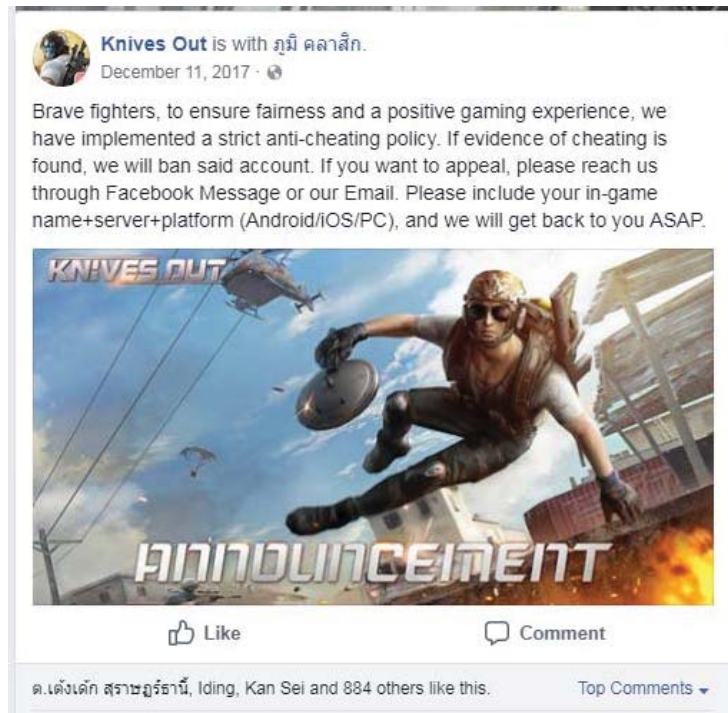 Knives Out is with ภูมิ คลาสิก.
December 11, 2017 ·
Brave fighters, to ensure fairness and a positive gaming experience, we
have implemented a strict anti-cheating policy. If evidence of cheating is
found, we will ban said account. If you want to appeal, please reach us
through Facebook Message or our Email. Please include your in-game
name+server+platform (Android/iOS/PC), and we will get back to you ASAP.
KNIVES OUT
ANNOUNCEMENT
Like Comment
ด.เต้งเด้ก สุราษฎร์ธานี้, Iding, Kan Sei and 884 others like this. Top Comments